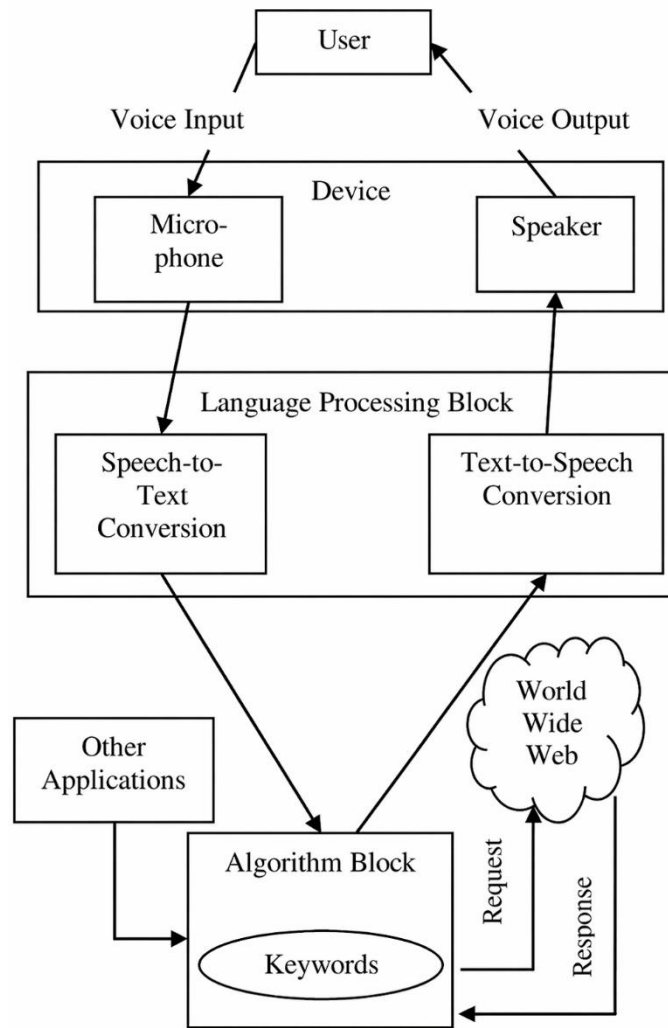 User
Voice Input
Voice Output
Device
Micro-
phone
Speaker
Language Processing Block
Speech-to-
Text
Conversion
Text-to-Speech
Conversion
World
Wide
Web
Other
Applications
Algorithm Block
Keywords
Request
Response